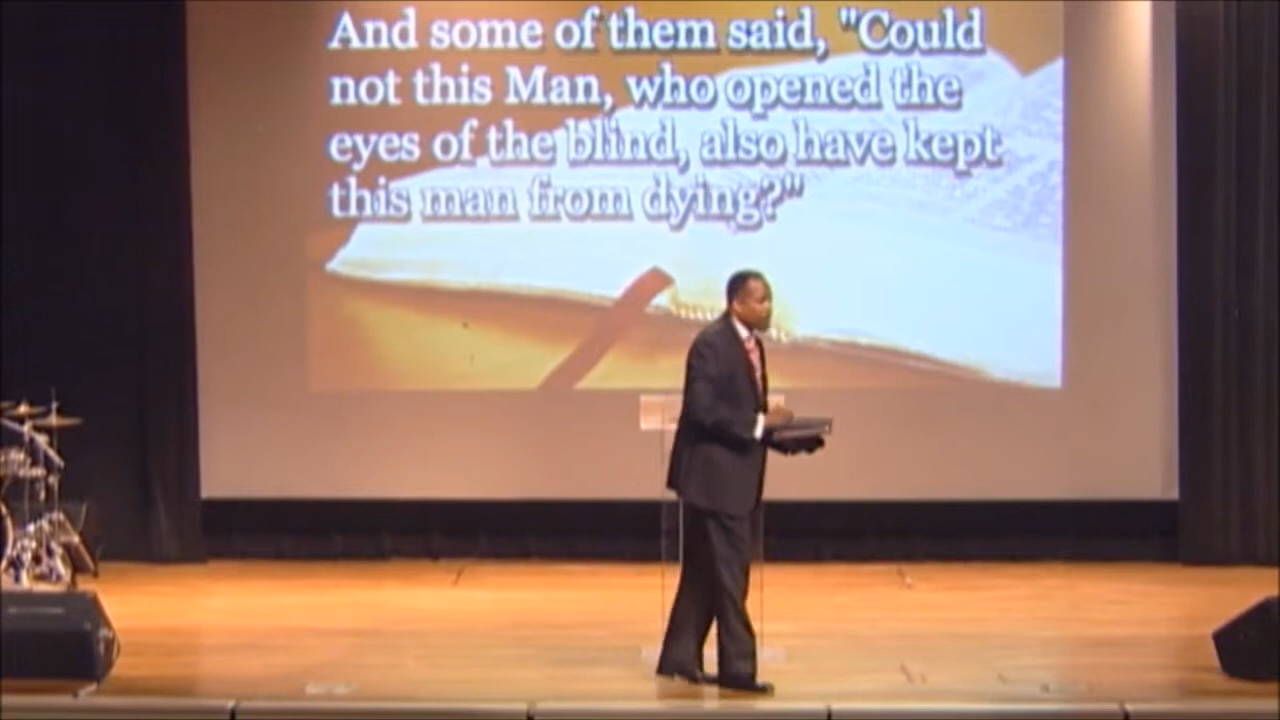 And some of them said, "Could
not this Man, who opened the
eyes of the blind, also have kept
this man from dying?"